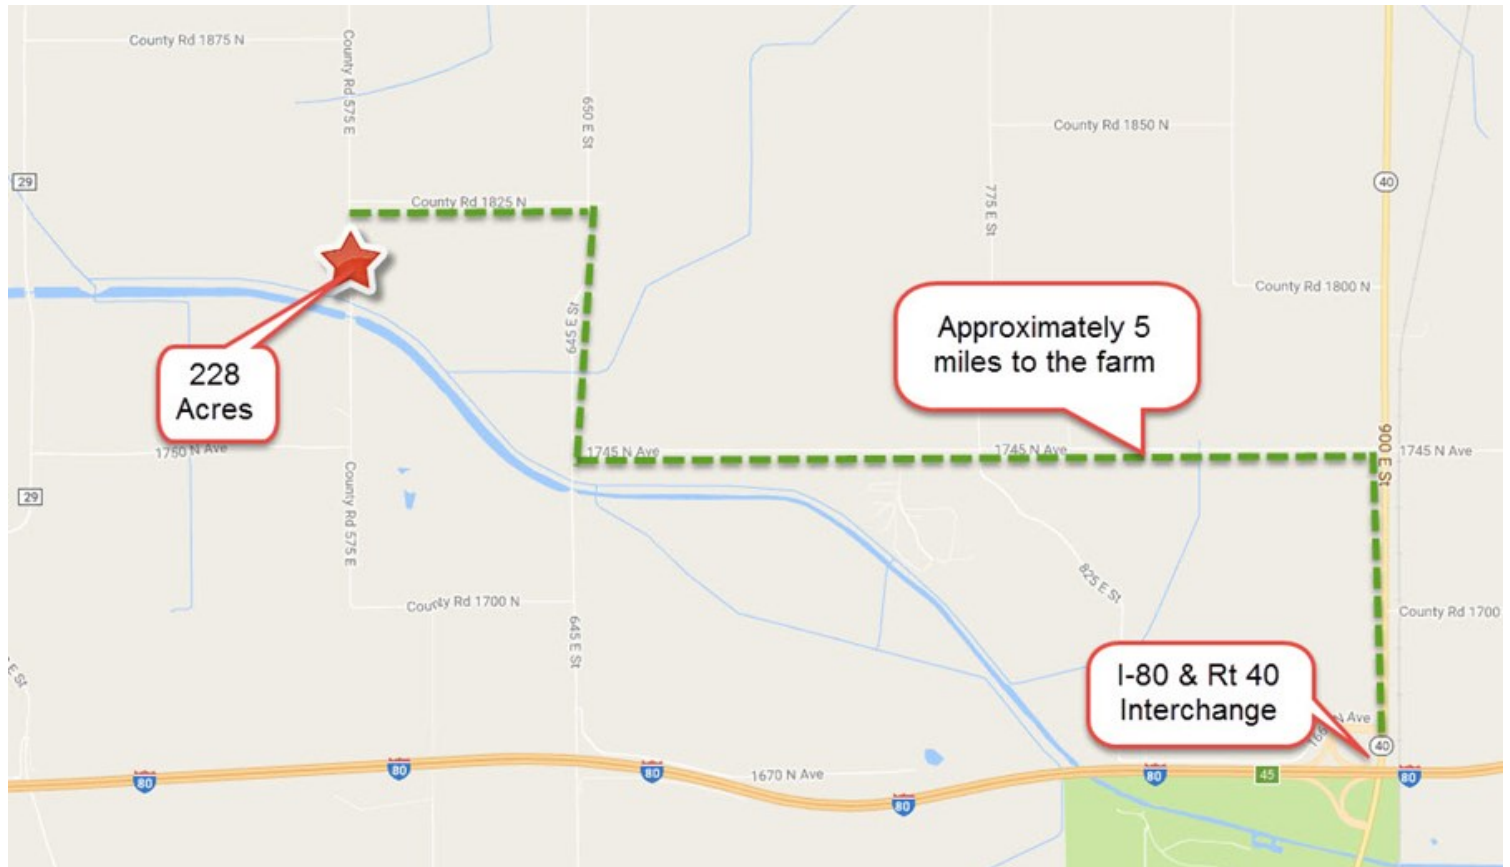 County Rd 1875 N
County Rd 575 E
650 E St
County Rd 1850 N
29
40
775 E St
County Rd 1825 N
County Rd 1800 N
645 E St
Approximately 5
miles to the farm
228
Acres
1750 N Ave
1745 N Ave
1745 N Ave
900 E St
1745 N Ave
29
County Rd 575 E
825 E St
County Rd 1700 N
County Rd 1700
645 E St
E St
I-80 & Rt 40
Interchange
N Ave
40
80
80
80
1670 N Ave
80
80
45
80